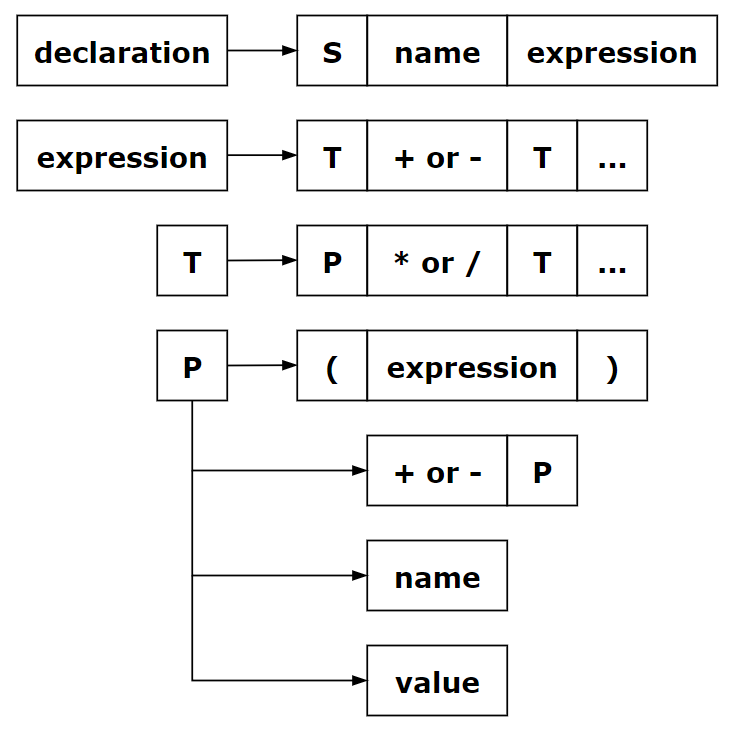 declaration S name expression
expression T + or - T ...
T P * or / T ...
P ( expression )
+ or - P
name
value